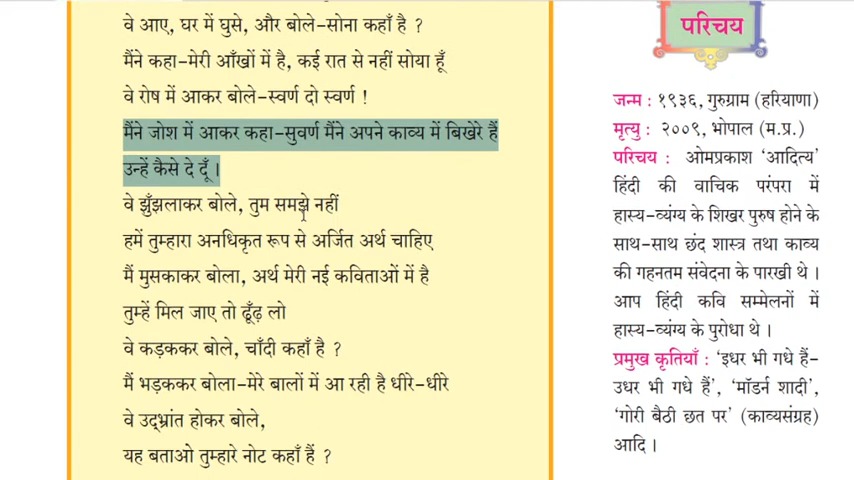 वे आए, घर में घुसे, और बोले-सोना कहाँ है ?
मैंने कहा-मेरी आँखों में है, कई रात से नहीं सोया हूँ
वे रोष में आकर बोले-स्वर्ण दो स्वर्ण !
मैंने जोश में आकर कहा-सुवर्ण मैंने अपने काव्य में बिखेरे हैं
उन्हें कैसे दे दूँ ।
वे झुँझलाकर बोले, तुम समझे नहीं
हमें तुम्हारा अनधिकृत रूप से अर्जित अर्थ चाहिए
मैं मुसकाकर बोला, अर्थ मेरी नई कविताओं में है
तुम्हें मिल जाए तो ढूँढ़ लो
वे कड़ककर बोले, चाँदी कहाँ है ?
मैं भड़ककर बोला-मेरे बालों में आ रही है धीरे-धीरे
वे उद्भ्रांत होकर बोले,
यह बताओ तुम्हारे नोट कहाँ हैं ?
परिचय
जन्म : १९३६, गुरुग्राम (हरियाणा)
मृत्यु : २००९, भोपाल (म.प्र.)
परिचय : ओमप्रकाश ‘आदित्य’
हिंदी की वाचिक परंपरा में
हास्य-व्यंग्य के शिखर पुरुष होने के
साथ-साथ छंद शास्त्र तथा काव्य
की गहनतम संवेदना के पारखी थे ।
आप हिंदी कवि सम्मेलनों में
हास्य-व्यंग्य के पुरोधा थे ।
प्रमुख कृतियाँ : ‘इधर भी गधे हैं-
उधर भी गधे हैं’, ‘मॉडर्न शादी’,
‘गोरी बैठी छत पर’ (काव्यसंग्रह)
आदि ।